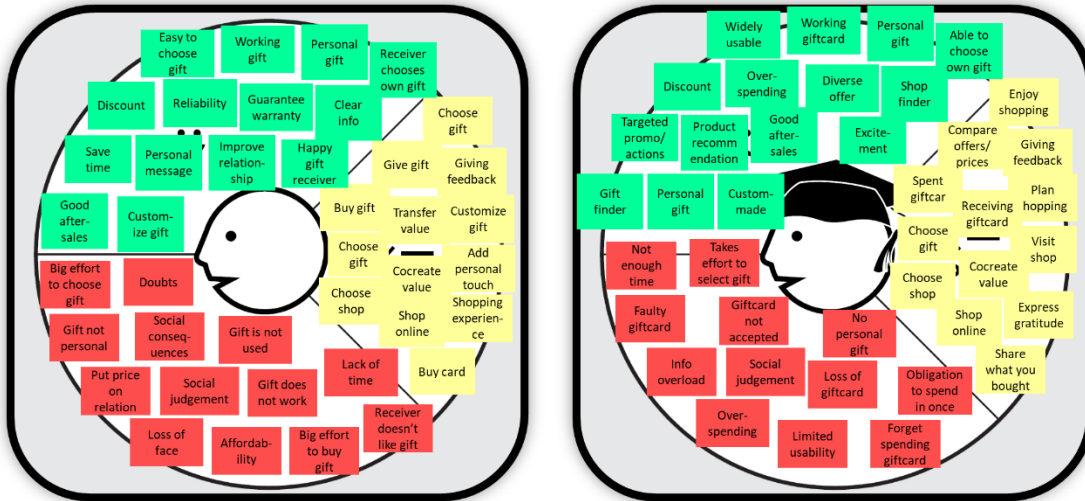 Easy to
choose
gift
Working
gift
Personal
gift
Receiver
chooses
own gift
Discount
Reliability
Guarantee
warranty
Clear
info
Save
time
Personal
message
Improve
relation-
ship
Happy
gift
receiver
Good
after-
sales
Custom-
ize gift
Choose
gift
Give gift
Giving
feedback
Buy gift
Transfer
value
Customize
gift
Choose
gift
Cocreate
value
Add
personal
touch
Choose
shop
Shop
online
Shopping
experien-
ce
Buy card
Big effort
to choose
gift
Doubts
Gift not
personal
Social
conseq-
uences
Gift is not
used
Lack of
time
Put price
on
relation
Social
judgement
Gift does
not work
Receiver
doesn't
like gift
Loss of
face
Affordab-
ility
Big effort
to buy
gift
Widely
usable
Working
giftcard
Personal
gift
Able to
choose
own gift
Discount
Over-
spending
Diverse
offer
Shop
finder
Targeted
promo/
actions
Product
recomm
endation
Good
after-
sales
Excite-
ment
Gift
finder
Personal
gift
Custom-
made
Enjoy
shopping
Compare
offers/
prices
Giving
feedback
Spent
giftcar
Receiving
giftcard
Plan
hopping
Choose
gift
Visit
shop
Choose
shop
Cocreate
value
Shop
online
Express
gratitude
Share
what you
bought
Not
enough
time
Takes
effort to
select gift
Faulty
giftcard
Giftcard
not
accepted
No
personal
gift
Info
overload
Social
judgement
Loss of
giftcard
Obligation
to spend
in once
Over-
spending
Limited
usability
Forget
spending
giftcard